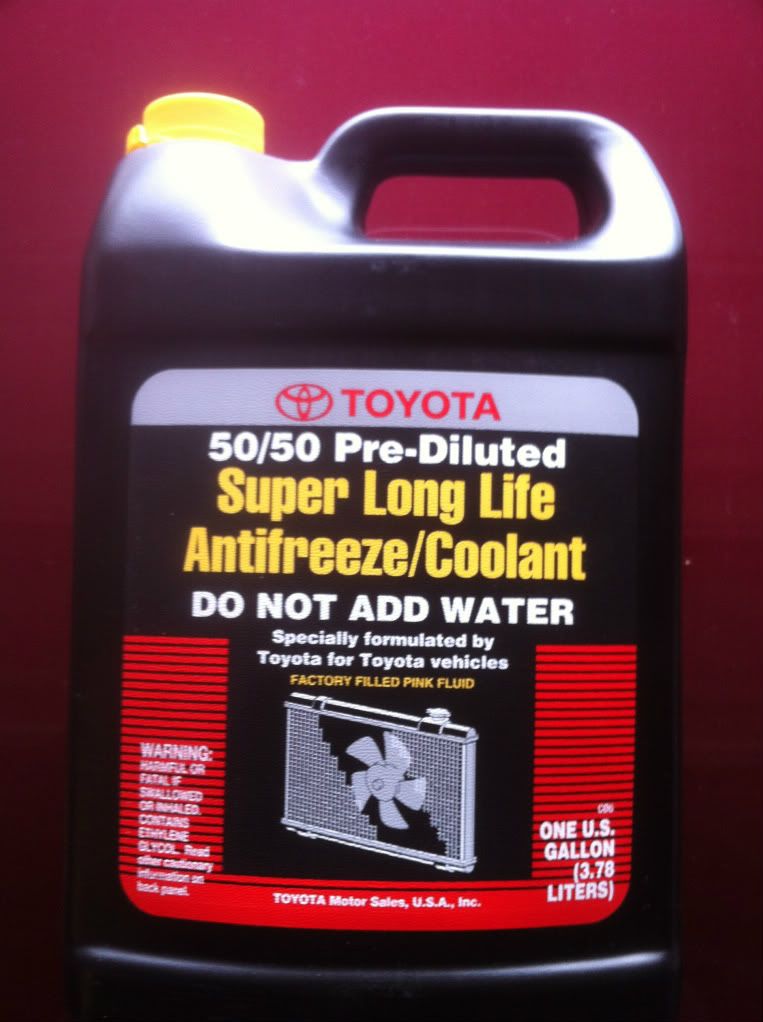 TOYOTA
50/50 Pre-Diluted
Super Long Life
Antifreeze/Coolant
DO NOT ADD WATER
Specially formulated by
Toyota for Toyota vehicles
FACTORY FILLED PINK FLUID
WARNING:
HARMFUL OR
FATAL IF
SWALLOWED
OR INHALED.
CONTAINS
ETHYLENE
GLYCOL. Read
other cautionary
information on
back panel.
ONE U.S.
GALLON
(3.78
LITERS)
TOYOTA Motor Sales, U.S.A., Inc.